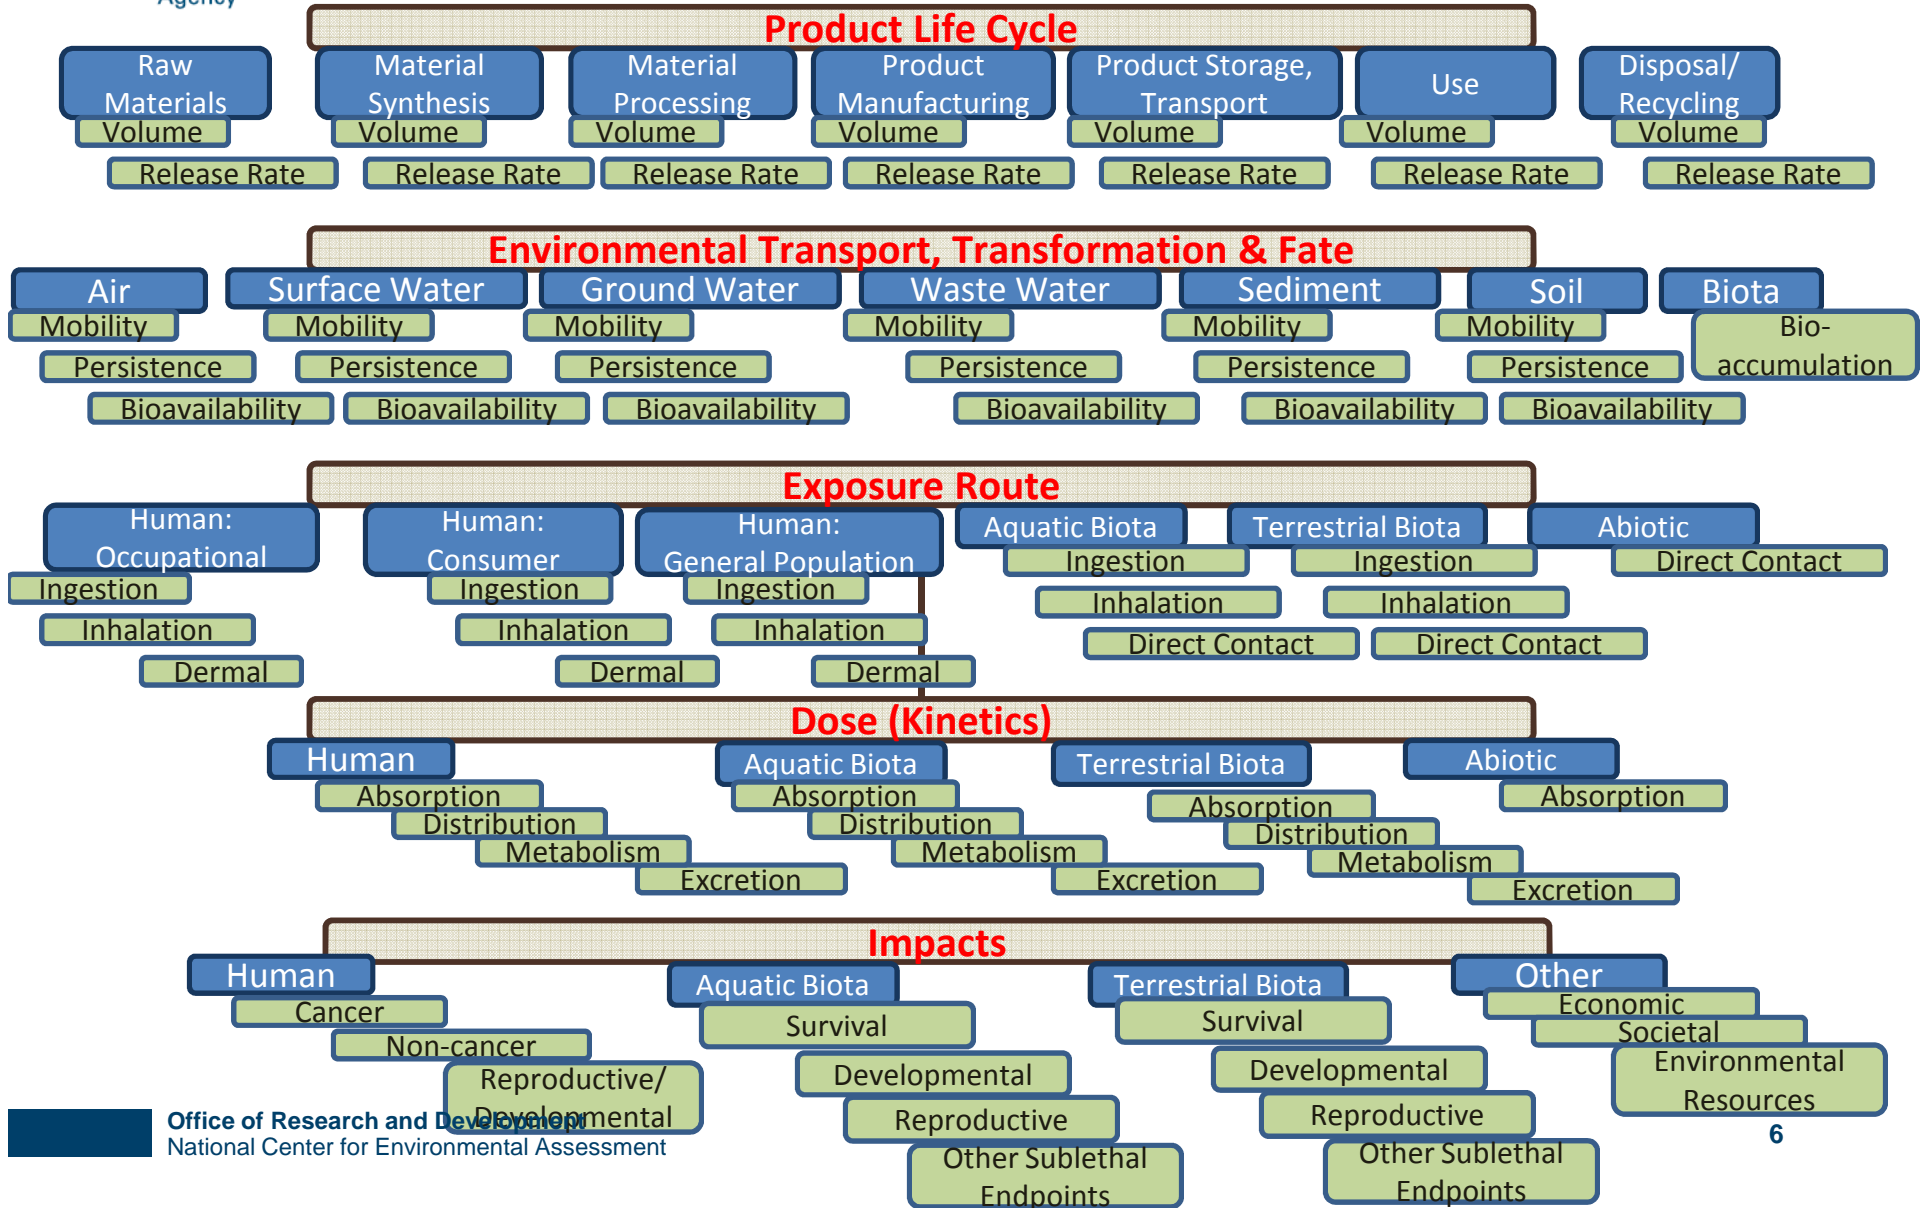 Agency
Product Life Cycle
Raw
Materials
Material
Synthesis
Material
Processing
Product
Manufacturing
Product Storage,
Transport
Use
Disposal/
Recycling
Volume
Volume
Volume
Volume
Volume
Volume
Volume
Release Rate
Release Rate
Release Rate
Release Rate
Release Rate
Release Rate
Release Rate
Environmental Transport, Transformation & Fate
Air
Surface Water
Ground Water
Waste Water
Sediment
Soil
Biota
Mobility
Mobility
Mobility
Mobility
Mobility
Mobility
Bio-
accumulation
Persistence
Persistence
Persistence
Persistence
Persistence
Persistence
Bioavailability
Bioavailability
Bioavailability
Bioavailability
Bioavailability
Bioavailability
Exposure Route
Human:
Occupational
Human:
Consumer
Human:
General Population
Aquatic Biota
Terrestrial Biota
Abiotic
Ingestion
Ingestion
Ingestion
Ingestion
Ingestion
Direct Contact
Inhalation
Inhalation
Inhalation
Inhalation
Inhalation
Dermal
Dermal
Dermal
Direct Contact
Direct Contact
Dose (Kinetics)
Human
Aquatic Biota
Terrestrial Biota
Abiotic
Absorption
Absorption
Absorption
Absorption
Distribution
Distribution
Distribution
Metabolism
Metabolism
Metabolism
Excretion
Excretion
Excretion
Impacts
Human
Aquatic Biota
Terrestrial Biota
Other
Cancer
Non-cancer
Reproductive/
Developmental
Survival
Developmental
Reproductive
Other Sublethal
Endpoints
Survival
Developmental
Reproductive
Other Sublethal
Endpoints
Economic
Societal
Environmental
Resources
Office of Research and Development
National Center for Environmental Assessment
6